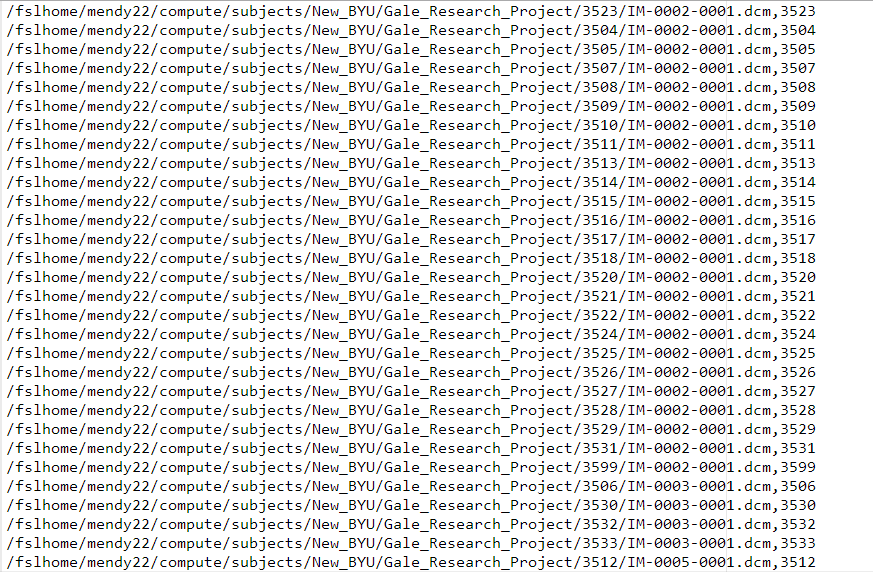 /fslhome/mendy22/compute/subjects/New_BYU/Gale_Research_Project/3523/IM-0002-0001.dcm,3523
/fslhome/mendy22/compute/subjects/New_BYU/Gale_Research_Project/3504/IM-0002-0001.dcm,3504
/fslhome/mendy22/compute/subjects/New_BYU/Gale_Research_Project/3505/IM-0002-0001.dcm,3505
/fslhome/mendy22/compute/subjects/New_BYU/Gale_Research_Project/3507/IM-0002-0001.dcm,3507
/fslhome/mendy22/compute/subjects/New_BYU/Gale_Research_Project/3508/IM-0002-0001.dcm,3508
/fslhome/mendy22/compute/subjects/New_BYU/Gale_Research_Project/3509/IM-0002-0001.dcm,3509
/fslhome/mendy22/compute/subjects/New_BYU/Gale_Research_Project/3510/IM-0002-0001.dcm,3510
/fslhome/mendy22/compute/subjects/New_BYU/Gale_Research_Project/3511/IM-0002-0001.dcm,3511
/fslhome/mendy22/compute/subjects/New_BYU/Gale_Research_Project/3513/IM-0002-0001.dcm,3513
/fslhome/mendy22/compute/subjects/New_BYU/Gale_Research_Project/3514/IM-0002-0001.dcm,3514
/fslhome/mendy22/compute/subjects/New_BYU/Gale_Research_Project/3515/IM-0002-0001.dcm,3515
/fslhome/mendy22/compute/subjects/New_BYU/Gale_Research_Project/3516/IM-0002-0001.dcm,3516
/fslhome/mendy22/compute/subjects/New_BYU/Gale_Research_Project/3517/IM-0002-0001.dcm,3517
/fslhome/mendy22/compute/subjects/New_BYU/Gale_Research_Project/3518/IM-0002-0001.dcm,3518
/fslhome/mendy22/compute/subjects/New_BYU/Gale_Research_Project/3520/IM-0002-0001.dcm,3520
/fslhome/mendy22/compute/subjects/New_BYU/Gale_Research_Project/3521/IM-0002-0001.dcm,3521
/fslhome/mendy22/compute/subjects/New_BYU/Gale_Research_Project/3522/IM-0002-0001.dcm,3522
/fslhome/mendy22/compute/subjects/New_BYU/Gale_Research_Project/3524/IM-0002-0001.dcm,3524
/fslhome/mendy22/compute/subjects/New_BYU/Gale_Research_Project/3525/IM-0002-0001.dcm,3525
/fslhome/mendy22/compute/subjects/New_BYU/Gale_Research_Project/3526/IM-0002-0001.dcm,3526
/fslhome/mendy22/compute/subjects/New_BYU/Gale_Research_Project/3527/IM-0002-0001.dcm,3527
/fslhome/mendy22/compute/subjects/New_BYU/Gale_Research_Project/3528/IM-0002-0001.dcm,3528
/fslhome/mendy22/compute/subjects/New_BYU/Gale_Research_Project/3529/IM-0002-0001.dcm,3529
/fslhome/mendy22/compute/subjects/New_BYU/Gale_Research_Project/3531/IM-0002-0001.dcm,3531
/fslhome/mendy22/compute/subjects/New_BYU/Gale_Research_Project/3599/IM-0002-0001.dcm,3599
/fslhome/mendy22/compute/subjects/New_BYU/Gale_Research_Project/3506/IM-0003-0001.dcm,3506
/fslhome/mendy22/compute/subjects/New_BYU/Gale_Research_Project/3530/IM-0003-0001.dcm,3530
/fslhome/mendy22/compute/subjects/New_BYU/Gale_Research_Project/3532/IM-0003-0001.dcm,3532
/fslhome/mendy22/compute/subjects/New_BYU/Gale_Research_Project/3533/IM-0003-0001.dcm,3533
/fslhome/mendy22/compute/subjects/New_BYU/Gale_Research_Project/3512/IM-0005-0001.dcm,3512